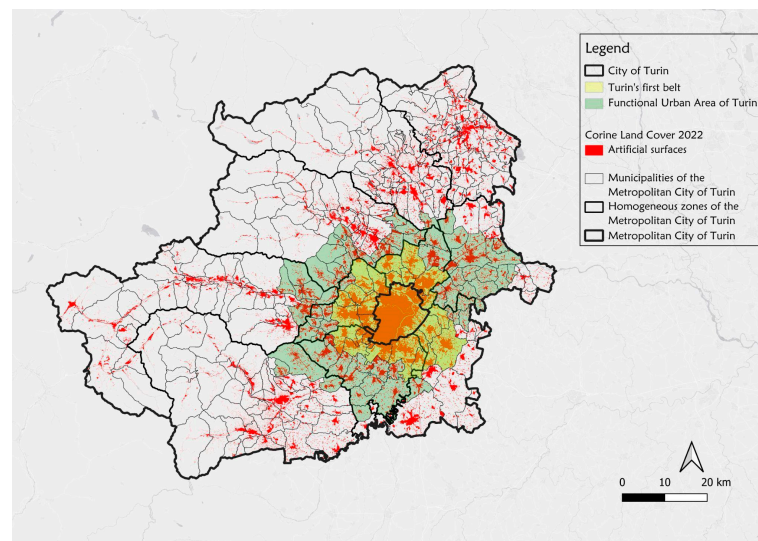 Legend
City of Turin
Turin's first belt
Functional Urban Area of Turin
Corine Land Cover 2022
Artificial surfaces
Municipalities of the
Metropolitan City of Turin
Homogeneous zones of the
Metropolitan City of Turin
Metropolitan City of Turin
0 10 20 km